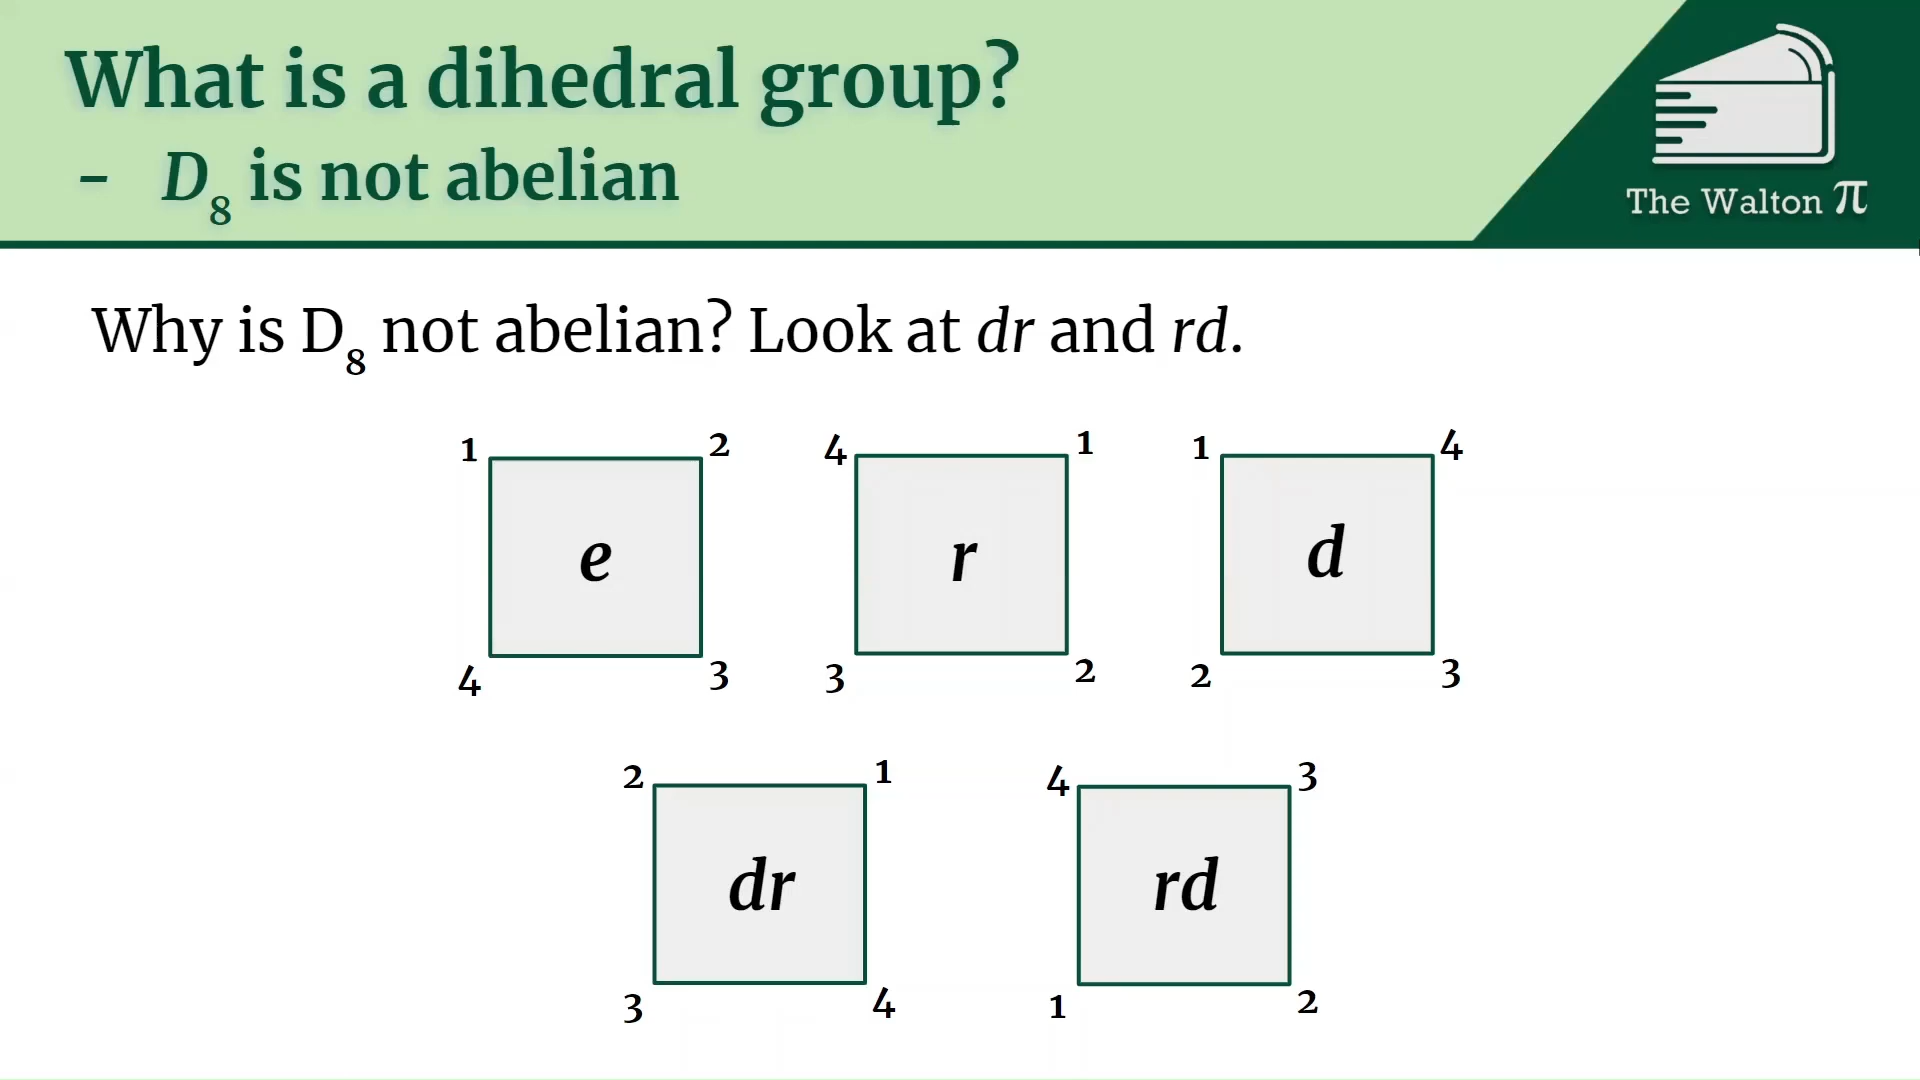 What is a dihedral group?
- D₈ is not abelian
The Walton π
Why is D₈ not abelian? Look at dr and rd.
1 2 4 1 1 4
e r d
4 3 3 2 2 3
2 1 4 3
dr rd
3 4 1 2